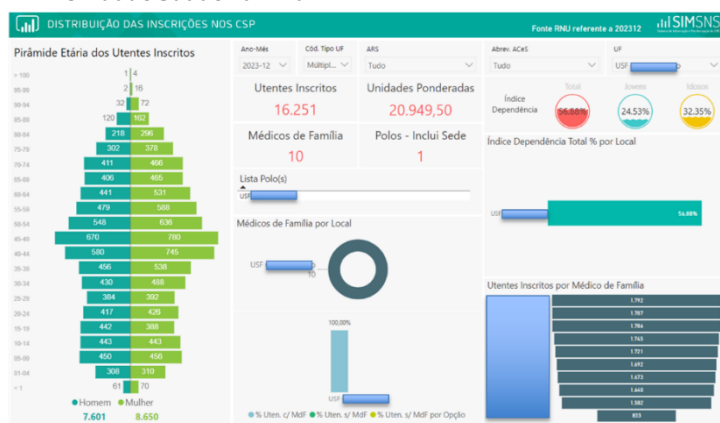 DISTRIBUIÇÃO DAS INSCRIÇÕES NOS CSP
Fonte RNU referente a 202312
SIMSNS
Pirâmide Etária dos Utentes Inscritos
> 100 1 4
95-99 2 16
90-94 32 72
85-89 120 162
80-84 218 296
75-79 302 378
70-74 411 466
65-69 406 465
60-64 441 531
55-59 479 588
50-54 548 636
45-49 670 780
40-44 580 745
35-39 456 538
30-34 430 488
25-29 384 392
20-24 417 426
15-19 442 388
10-14 443 443
05-09 450 456
01-04 308 310
< 1 61 70
Homem Mulher
7.601 8.650
Ano-Mês Cód. Tipo UF ARS Abrev. ACeS UF
2023-12 Múltipl... Tudo Tudo USF
Utentes Inscritos Unidades Ponderadas
16.251 20.949,50
Médicos de Família Polos - Inclui Sede
10 1
Lista Polo(s)
USF
Médicos de Família por Local
USF
10
100,00%
USF
% Uten. c/ MdF % Uten. s/ MdF % Uten. s/ MdF por Opção
Total Jovens Idosos
Índice Dependência 56.88% 24.53% 32.35%
Índice Dependência Total % por Local
USF 56.88%
Utentes Inscritos por Médico de Família
1.792
1.787
1.786
1.765
1.721
1.692
1.673
1.660
1.582
823